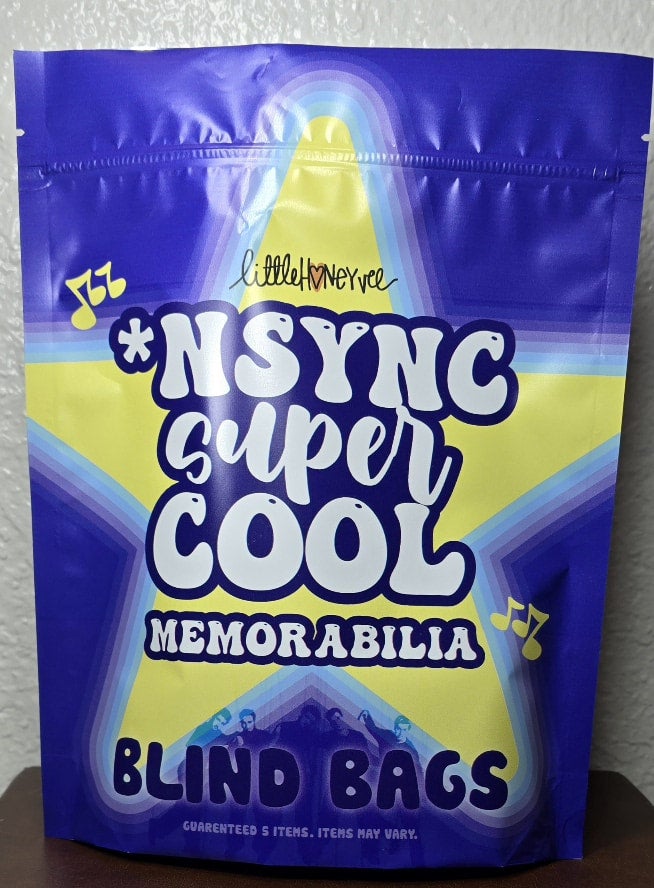 littleHoneyvee
*NSYNC
super
COOL
MEMORABILIA
BLIND BAGS
GUARENTEED 5 ITEMS. ITEMS MAY VARY.